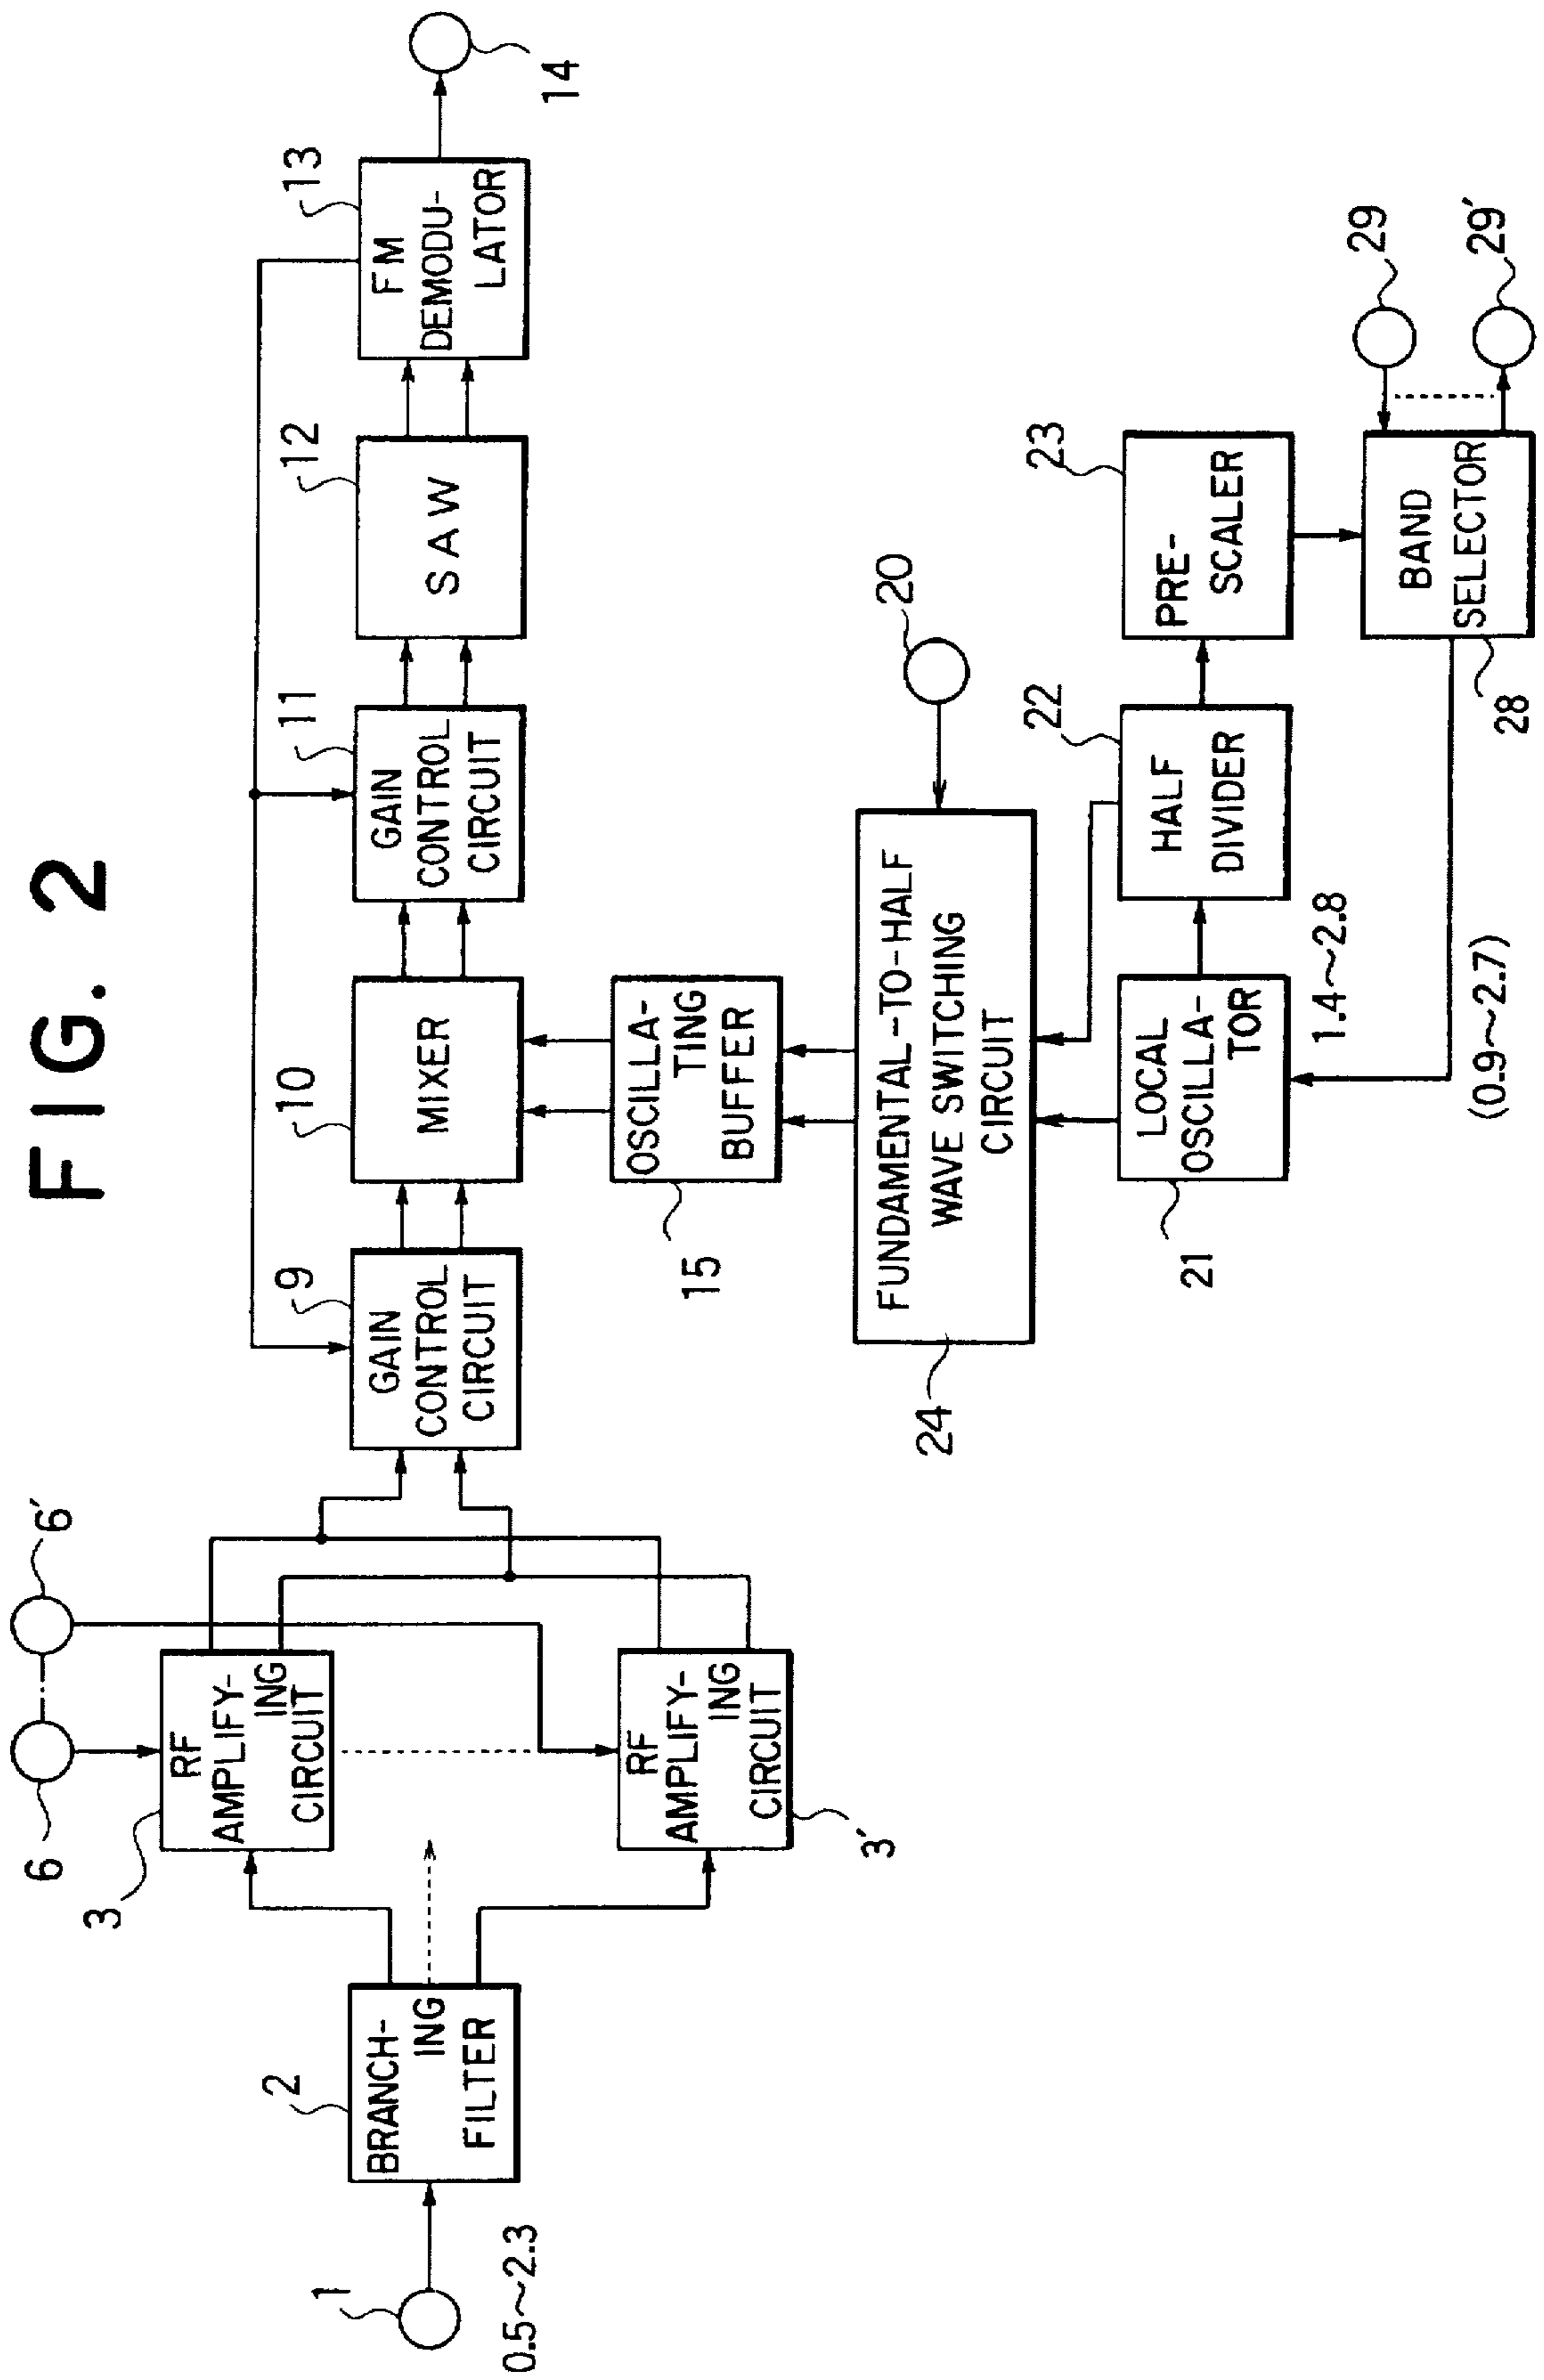 FIG. 2
1
0.5~2.3
2
BRANCH-
ING
FILTER
6
6′
3
RF
AMPLIFY-
ING
CIRCUIT
3′
RF
AMPLIFY-
ING
CIRCUIT
9
GAIN
CONTROL
CIRCUIT
10
MIXER
11
GAIN
CONTROL
CIRCUIT
12
SAW
13
FM
DEMODU-
LATOR
14
15
OSCILLA-
TING
BUFFER
24
FUNDAMENTAL-TO-HALF
WAVE SWITCHING
CIRCUIT
20
21
LOCAL
OSCILLA-
TOR
1.4~2.8
(0.9~2.7)
22
HALF
DIVIDER
23
PRE-
SCALER
28
BAND
SELECTOR
29
29′